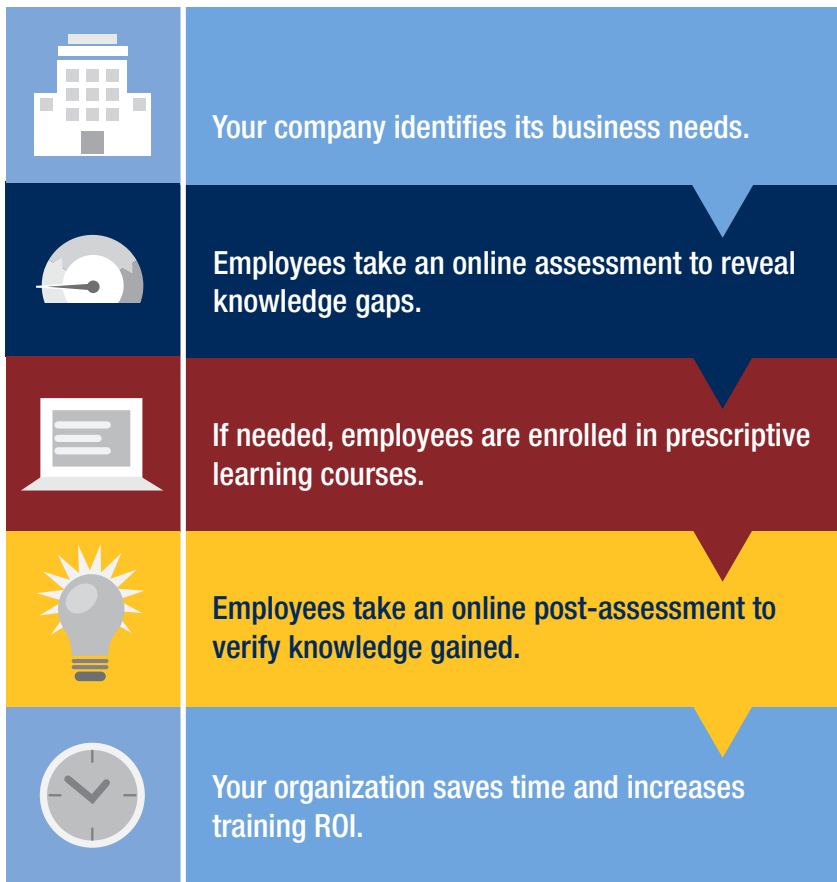 Your company identifies its business needs.
Employees take an online assessment to reveal
knowledge gaps.
If needed, employees are enrolled in prescriptive
learning courses.
Employees take an online post-assessment to
verify knowledge gained.
Your organization saves time and increases
training ROI.